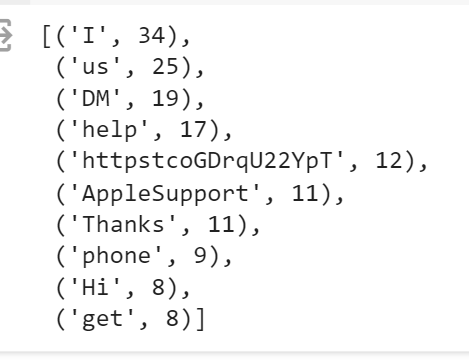 [('I', 34),
('us', 25),
('DM', 19),
('help', 17),
('httpstcoGDrqU22YpT', 12),
('AppleSupport', 11),
('Thanks', 11),
('phone', 9),
('Hi', 8),
('get', 8)]